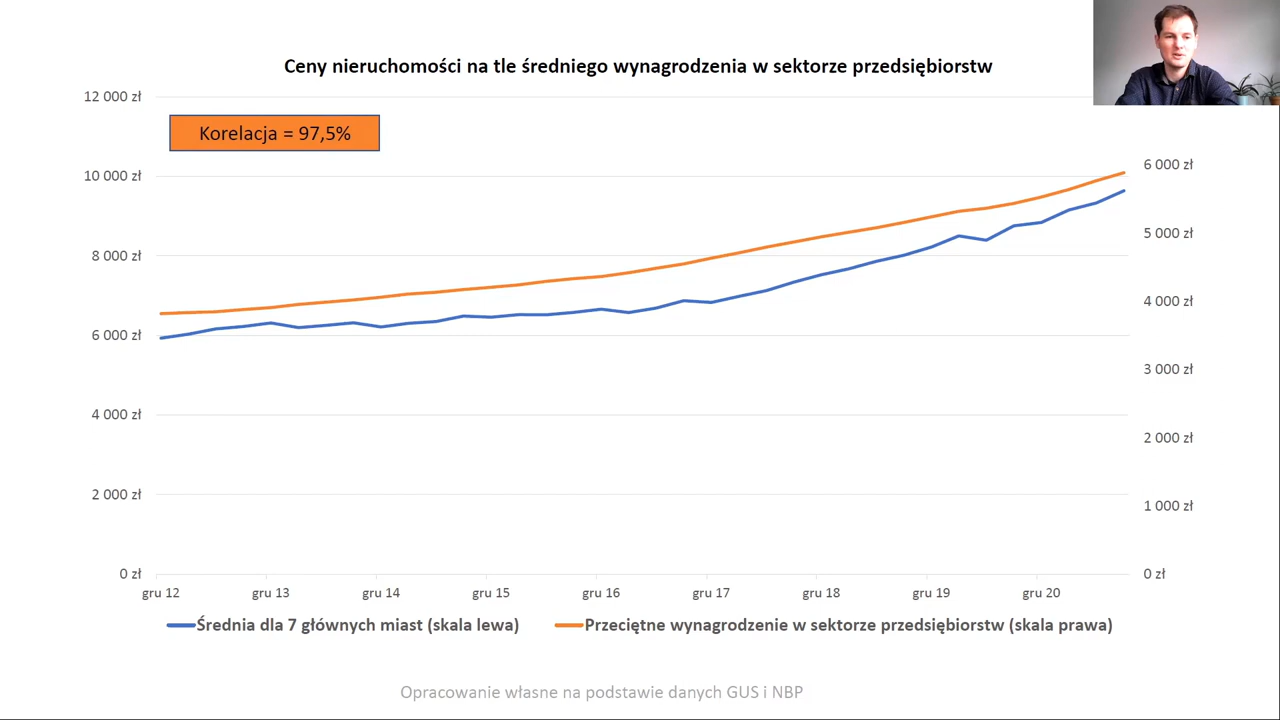 Ceny nieruchomości na tle średniego wynagrodzenia w sektorze przedsiębiorstw
12 000 zł
Korelacja = 97,5%
10 000 zł
8 000 zł
6 000 zł
4 000 zł
2 000 zł
0 zł
6 000 zł
5 000 zł
4 000 zł
3 000 zł
2 000 zł
1 000 zł
0 zł
gru 12 gru 13 gru 14 gru 15 gru 16 gru 17 gru 18 gru 19 gru 20
Średnia dla 7 głównych miast (skala lewa) Przeciętne wynagrodzenie w sektorze przedsiębiorstw (skala prawa)
Opracowanie własne na podstawie danych GUS i NBP